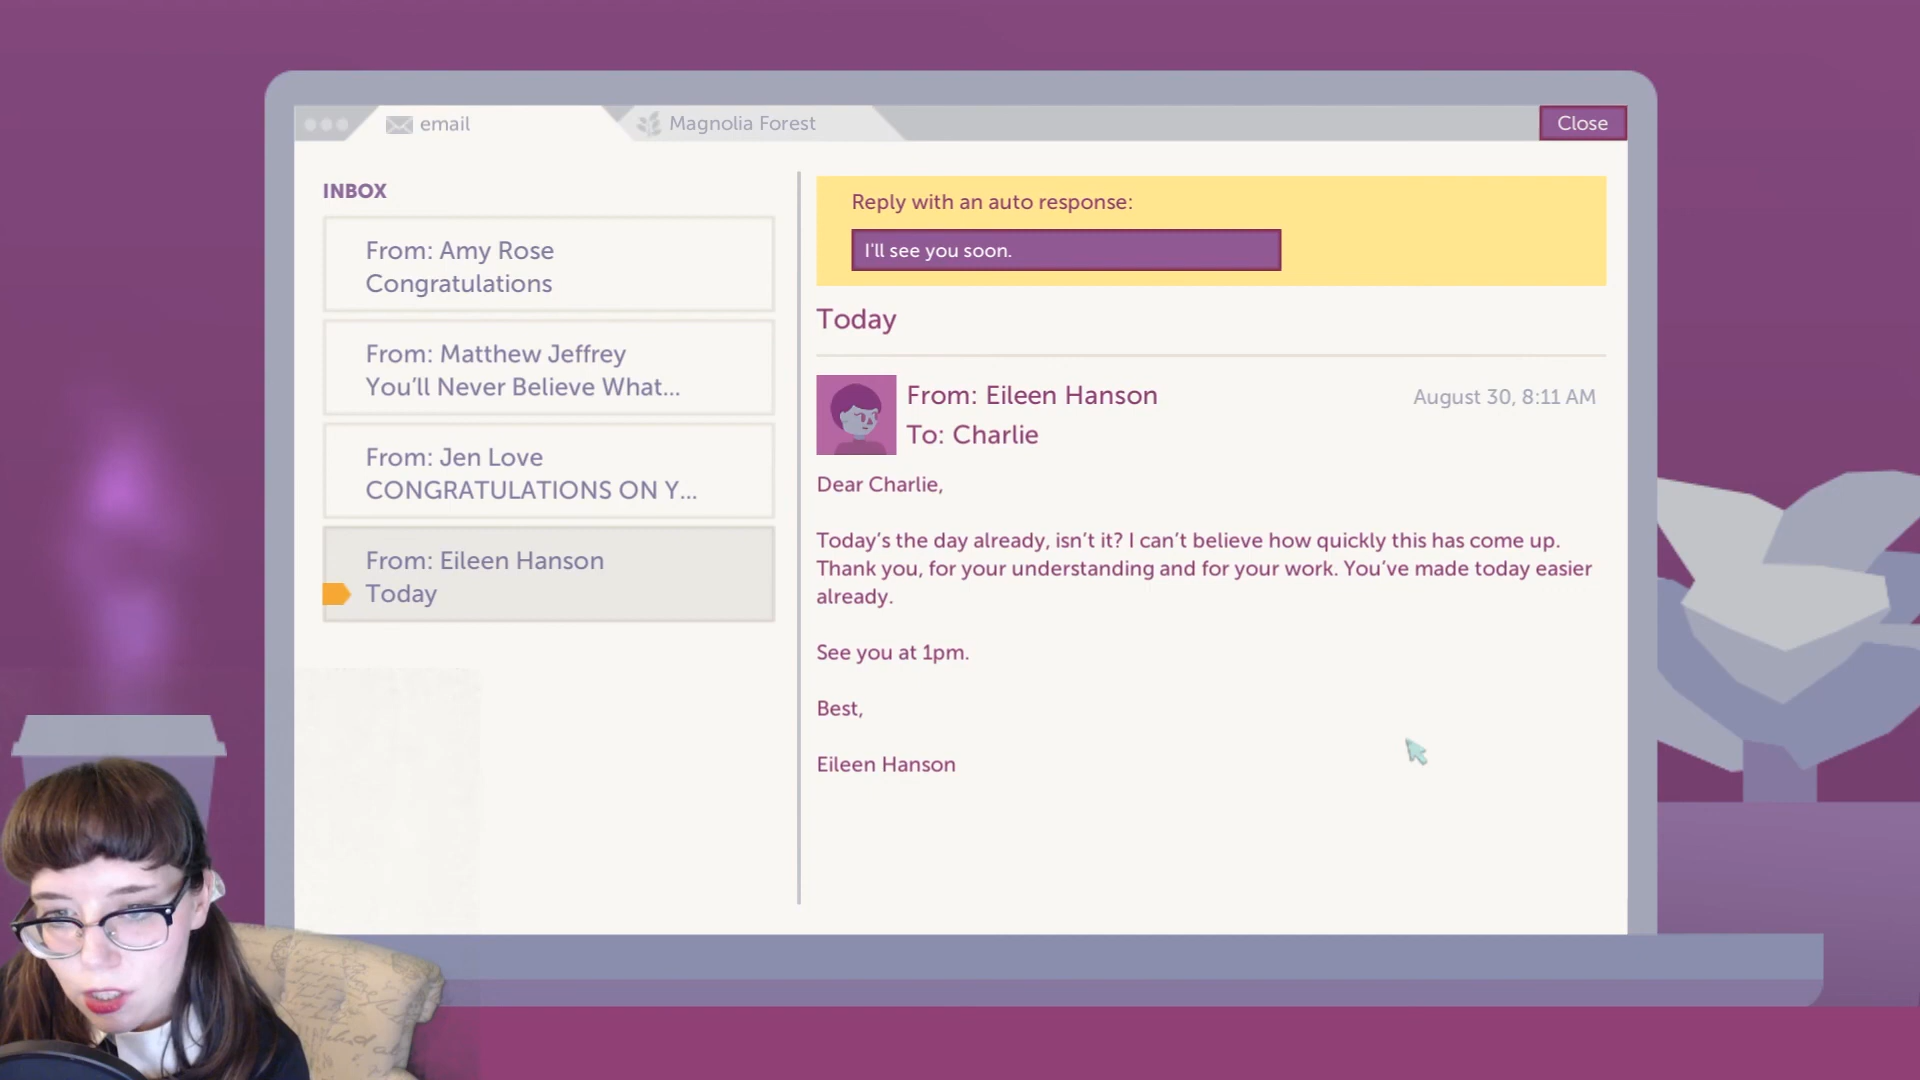 email
Magnolia Forest
Close
INBOX
From: Amy Rose
Congratulations
From: Matthew Jeffrey
You'll Never Believe What...
From: Jen Love
CONGRATULATIONS ON Y...
From: Eileen Hanson
Today
Reply with an auto response:
I'll see you soon.
Today
From: Eileen Hanson
August 30, 8:11 AM
To: Charlie
Dear Charlie,
Today's the day already, isn't it? I can't believe how quickly this has come up.
Thank you, for your understanding and for your work. You've made today easier
already.
See you at 1pm.
Best,
Eileen Hanson